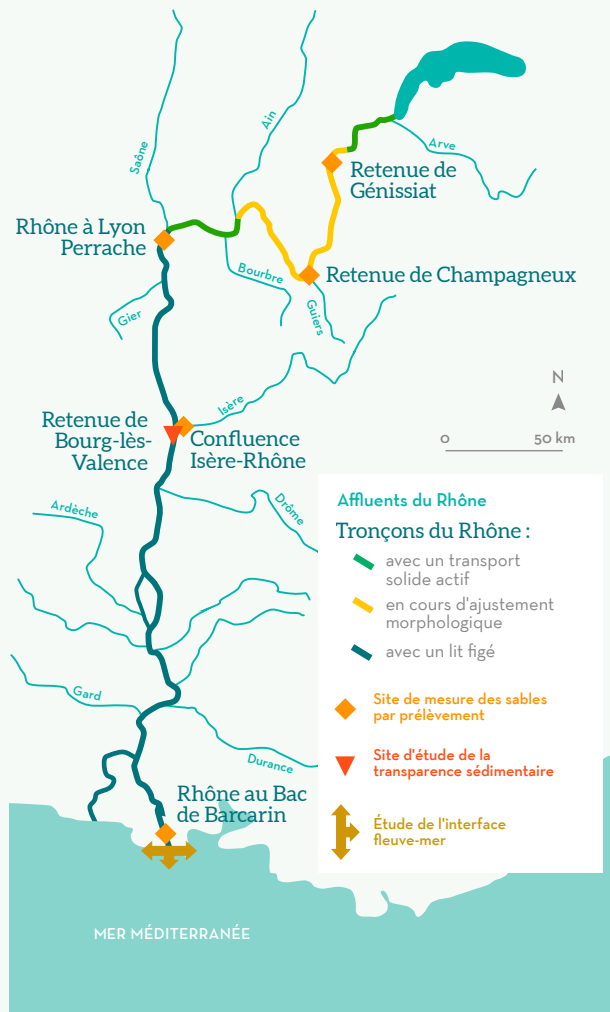 Saône
Ain
Arve
Retenue de
Génissiat
Rhône à Lyon
Perrache
Bourbre
Retenue de Champagneux
Guiers
Gier
N
0 50 km
Isère
Retenue de
Bourg-lès-
Valence
Confluence
Isère-Rhône
Ardèche
Drôme
Gard
Durance
Rhône au Bac
de Barcarin
MER MÉDITERRANÉE
Affluents du Rhône
Tronçons du Rhône :
avec un transport
solide actif
en cours d'ajustement
morphologique
avec un lit figé
Site de mesure des sables
par prélèvement
Site d'étude de la
transparence sédimentaire
Étude de l'interface
fleuve-mer